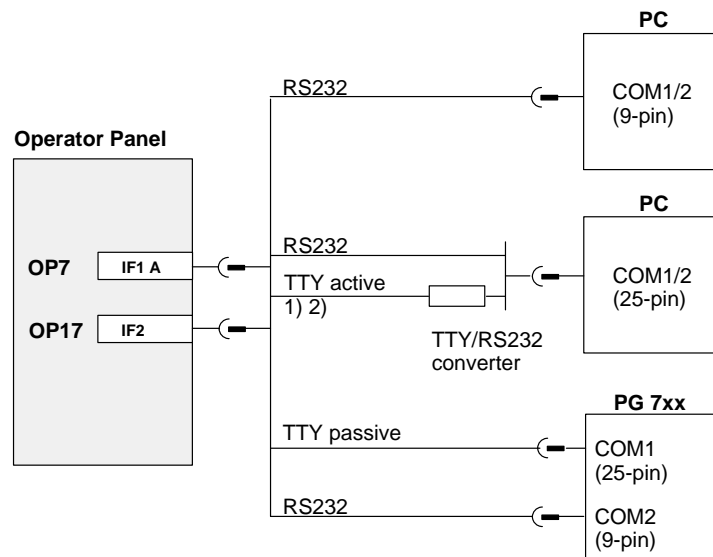 PC
RS232
COM1/2
(9-pin)
Operator Panel
PC
RS232
OP7
IF1 A
TTY active
COM1/2
(25-pin)
1) 2)
OP17
IF2
TTY/RS232
converter
PG 7xx
TTY passive
COM1
(25-pin)
RS232
COM2
(9-pin)